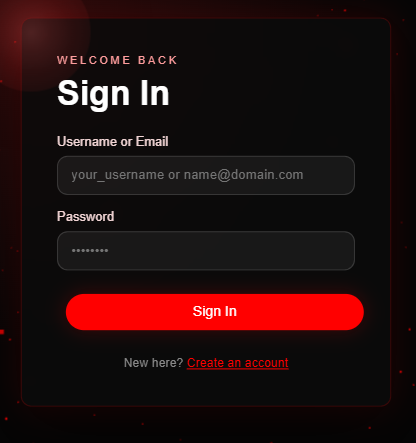 WELCOME BACK
Sign In
Username or Email
your_username or name@domain.com
Password
••••••••
Sign In
New here? Create an account